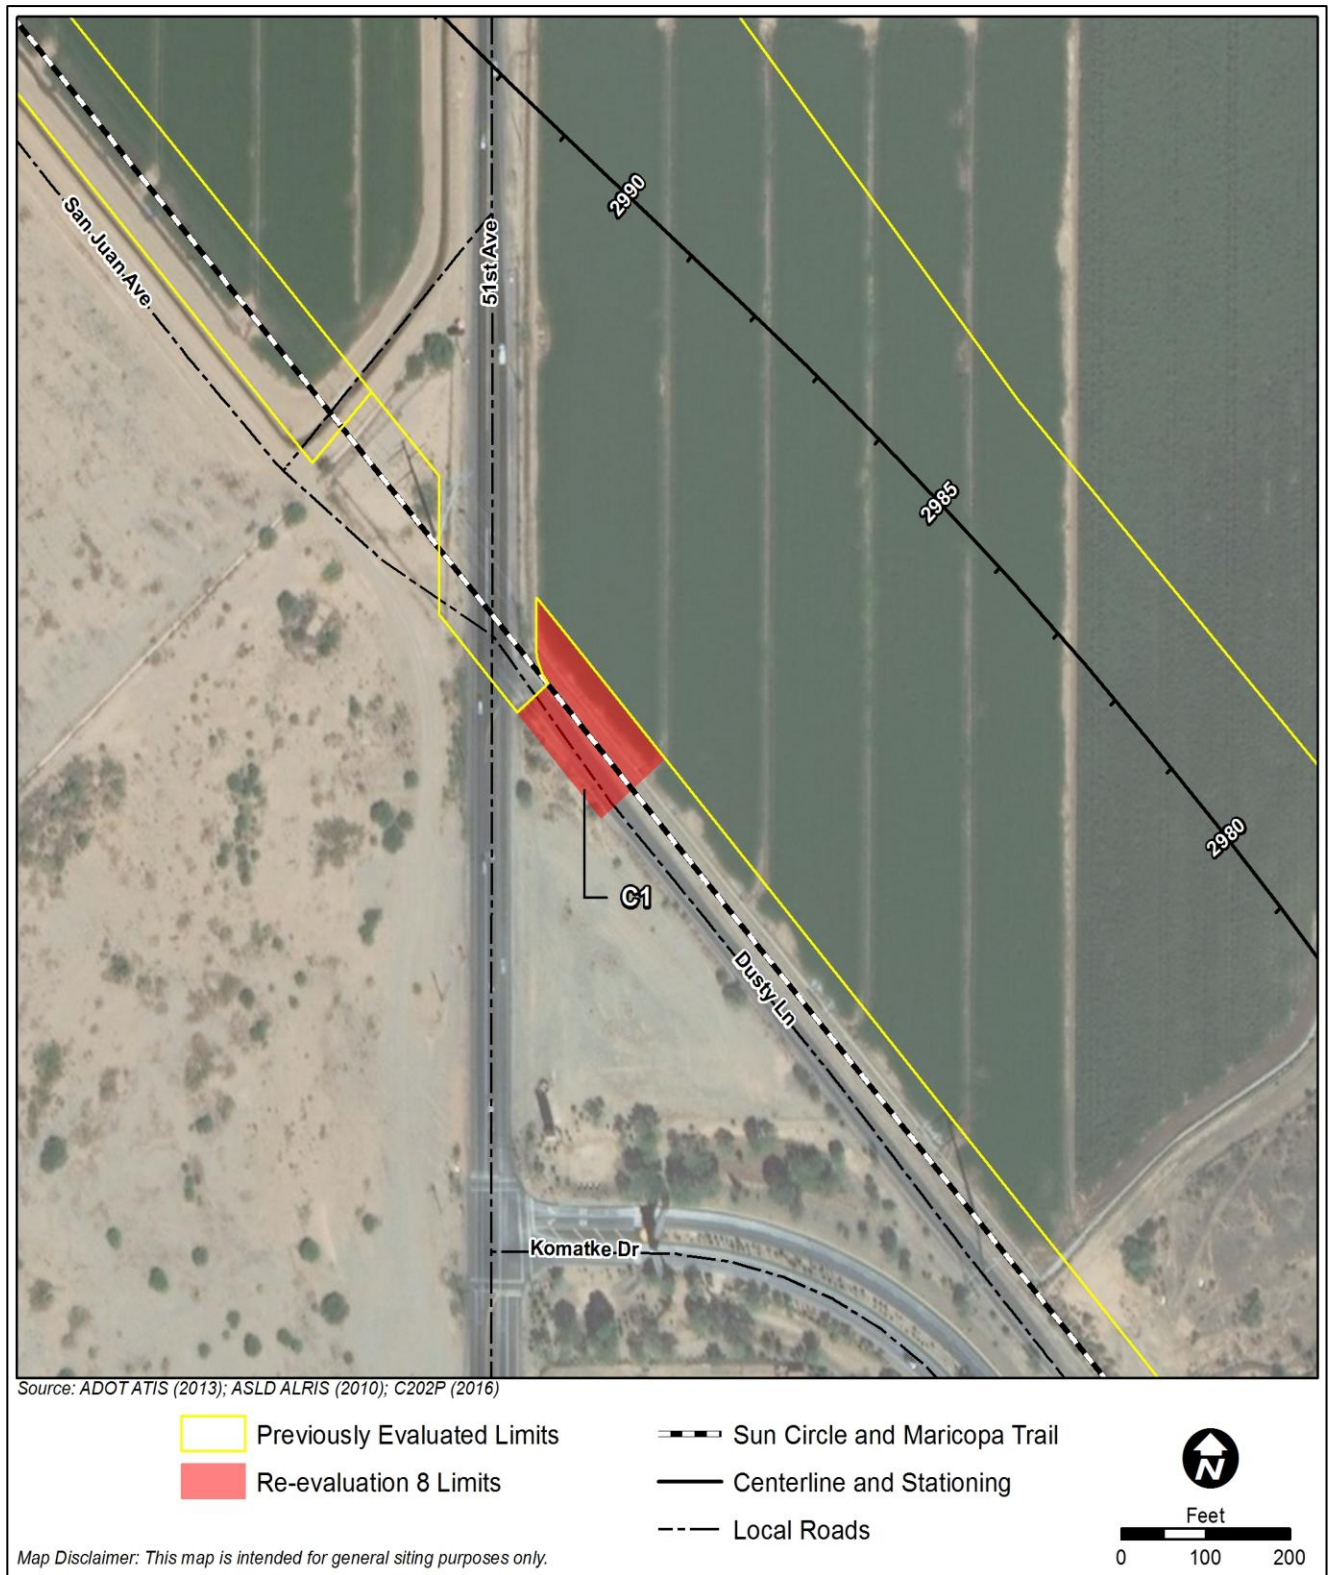 2990
San Juan Ave
51st Ave
2985
2980
C1
Dusty Ln
Komatke Dr
Source: ADOT ATIS (2013); ASLD ALRIS (2010); C202P (2016)
Previously Evaluated Limits
Re-evaluation 8 Limits
Sun Circle and Maricopa Trail
Centerline and Stationing
Local Roads
N
Feet
0 100 200
Map Disclaimer: This map is intended for general siting purposes only.